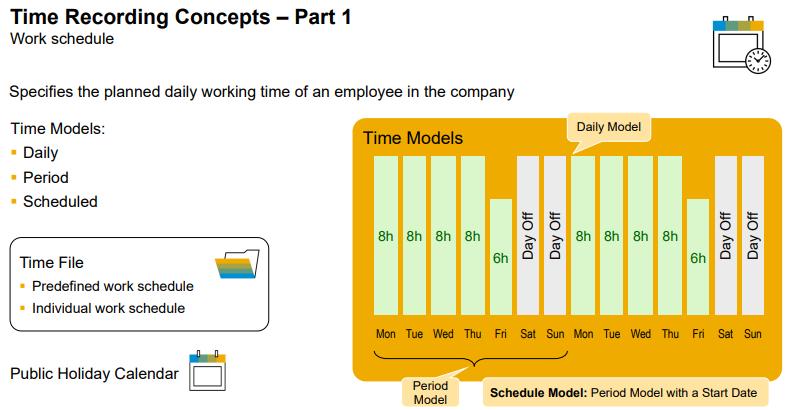 Time Recording Concepts – Part 1
Work schedule
Specifies the planned daily working time of an employee in the company
Time Models:
Daily
Period
Scheduled
Time File
Predefined work schedule
Individual work schedule
Public Holiday Calendar
Daily Model
Time Models
8h 8h 8h 8h 6h Day Off Day Off 8h 8h 8h 8h 6h Day Off Day Off
Mon Tue Wed Thu Fri Sat Sun Mon Tue Wed Thu Fri Sat Sun
Period
Model
Schedule Model: Period Model with a Start Date